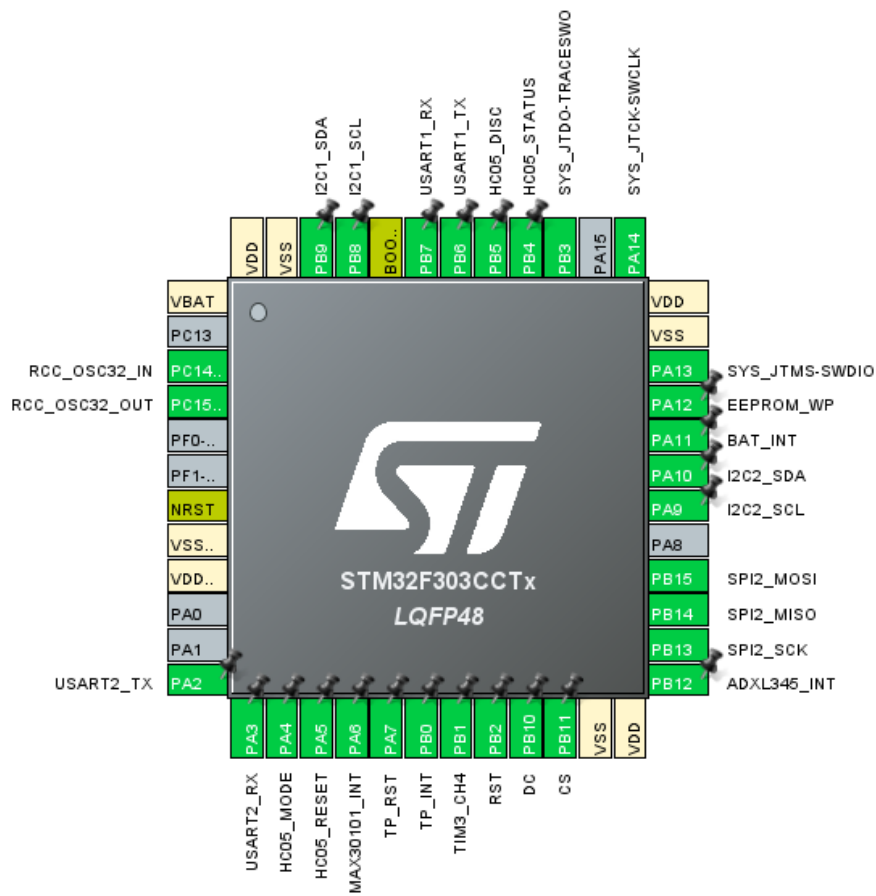 I2C1_SDA
I2C1_SCL
USART1_RX
USART1_TX
HC05_DISC
HC05_STATUS
SYS_JTDO-TRACESWO
SYS_JTCK-SWCLK
VDD
VSS
PB9
PB8
BOO..
PB7
PB6
PB5
PB4
PB3
PA15
PA14
VBAT
PC13
RCC_OSC32_IN PC14..
RCC_OSC32_OUT PC15..
PF0-..
PF1-..
NRST
VSS..
VDD..
PA0
PA1
USART2_TX PA2
VDD
VSS
PA13 SYS_JTMS-SWDIO
PA12 EEPROM_WP
PA11 BAT_INT
PA10 I2C2_SDA
PA9 I2C2_SCL
PA8
PB15 SPI2_MOSI
PB14 SPI2_MISO
PB13 SPI2_SCK
PB12 ADXL345_INT
ST
STM32F303CCTx
LQFP48
PA3
PA4
PA5
PA6
PA7
PB0
PB1
PB2
PB10
PB11
VSS
VDD
USART2_RX
HC05_MODE
HC05_RESET
MAX30101_INT
TP_RST
TP_INT
TIM3_CH4
RST
DC
CS